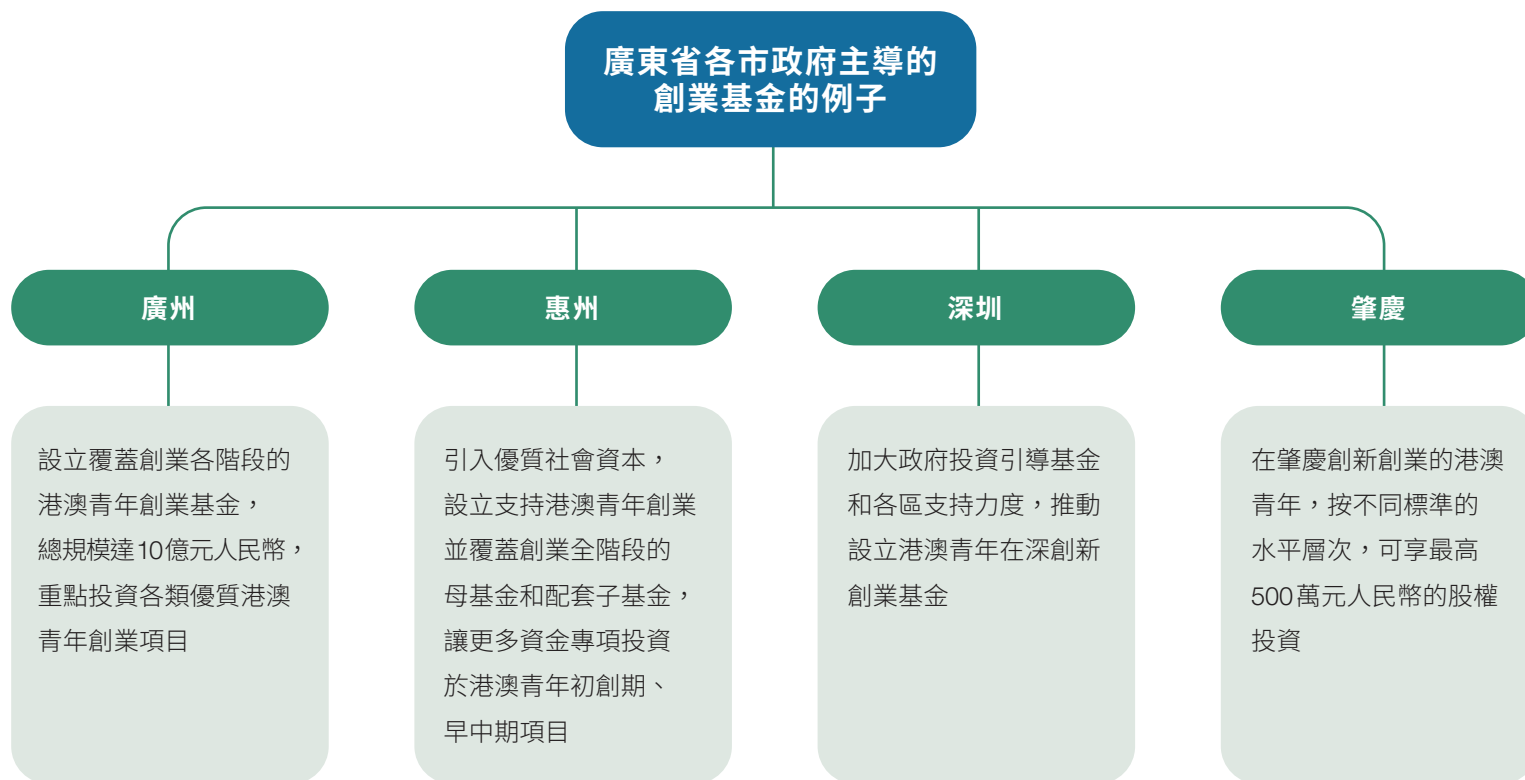 廣東省各市政府主導的
創業基金的例子
廣州
設立覆蓋創業各階段的
港澳青年創業基金，
總規模達10億元人民幣，
重點投資各類優質港澳
青年創業項目
惠州
引入優質社會資本，
設立支持港澳青年創業
並覆蓋創業全階段的
母基金和配套子基金，
讓更多資金專項投資
於港澳青年初創期、
早中期項目
深圳
加大政府投資引導基金
和各區支持力度，推動
設立港澳青年在深創新
創業基金
肇慶
在肇慶創新創業的港澳
青年，按不同標準的
水平層次，可享最高
500萬元人民幣的股權
投資